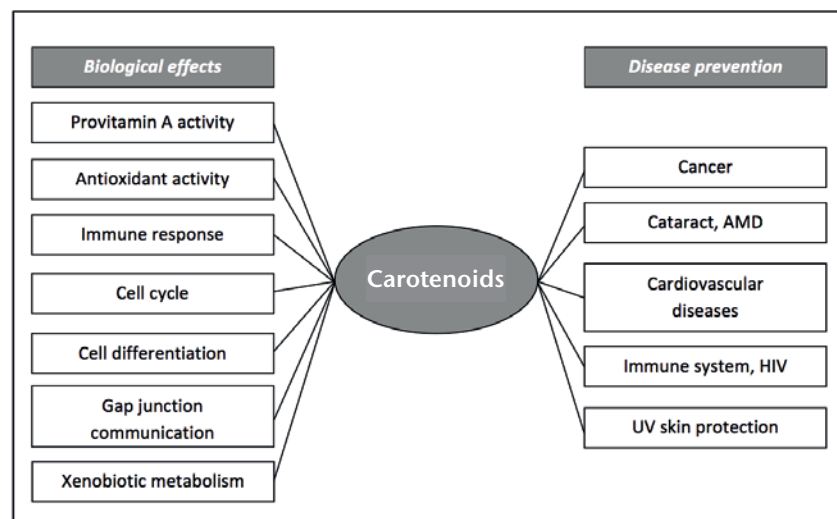 Biological effects
Provitamin A activity
Antioxidant activity
Immune response
Cell cycle
Cell differentiation
Gap junction
communication
Xenobiotic metabolism
Carotenoids
Disease prevention
Cancer
Cataract, AMD
Cardiovascular
diseases
Immune system, HIV
UV skin protection